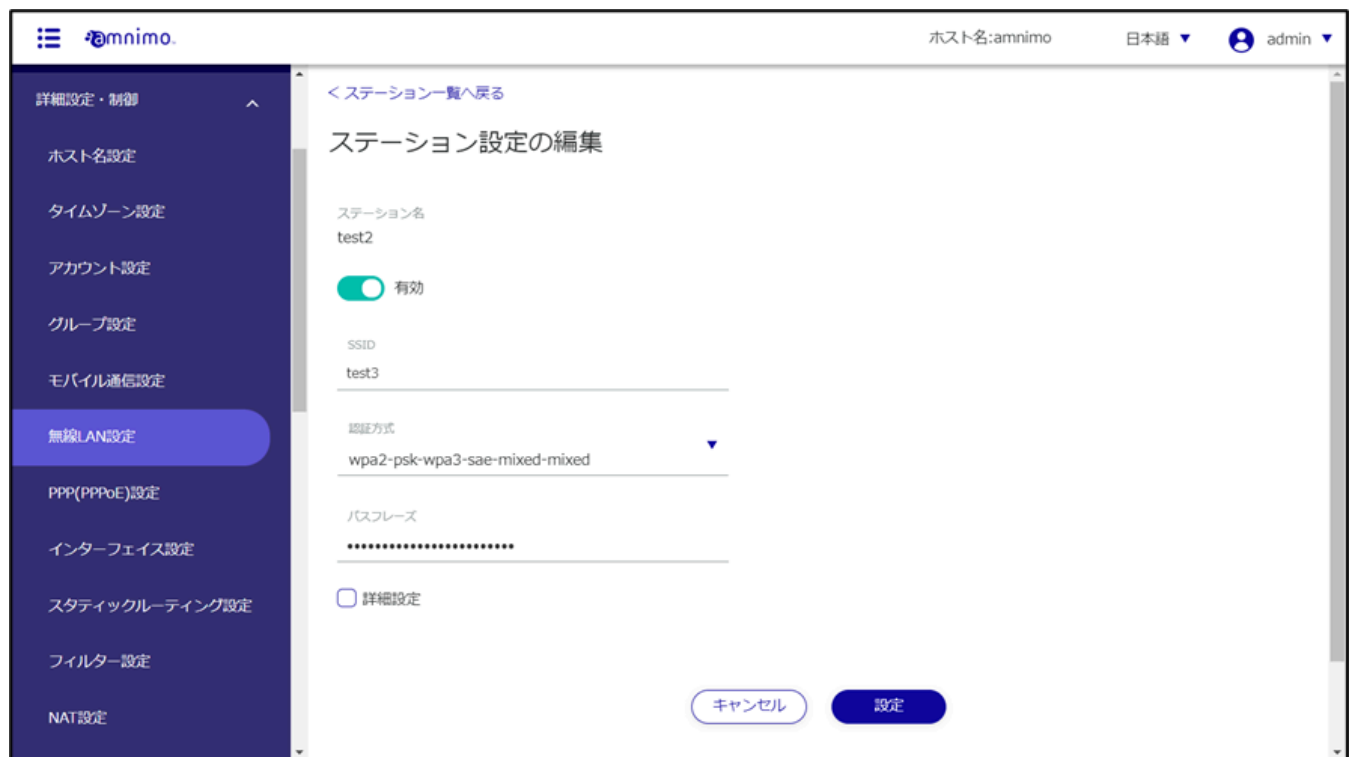 amnimo.
ホスト名:amnimo
日本語 ▼
admin ▼
詳細設定・制御
ホスト名設定
タイムゾーン設定
アカウント設定
グループ設定
モバイル通信設定
無線LAN設定
PPP(PPPoE)設定
インターフェイス設定
スタティックルーティング設定
フィルター設定
NAT設定
< ステーション一覧へ戻る
ステーション設定の編集
ステーション名
test2
有効
SSID
test3
認証方式
wpa2-psk-wpa3-sae-mixed-mixed
パスフレーズ
••••••••••••••••••••••••
詳細設定
キャンセル
設定